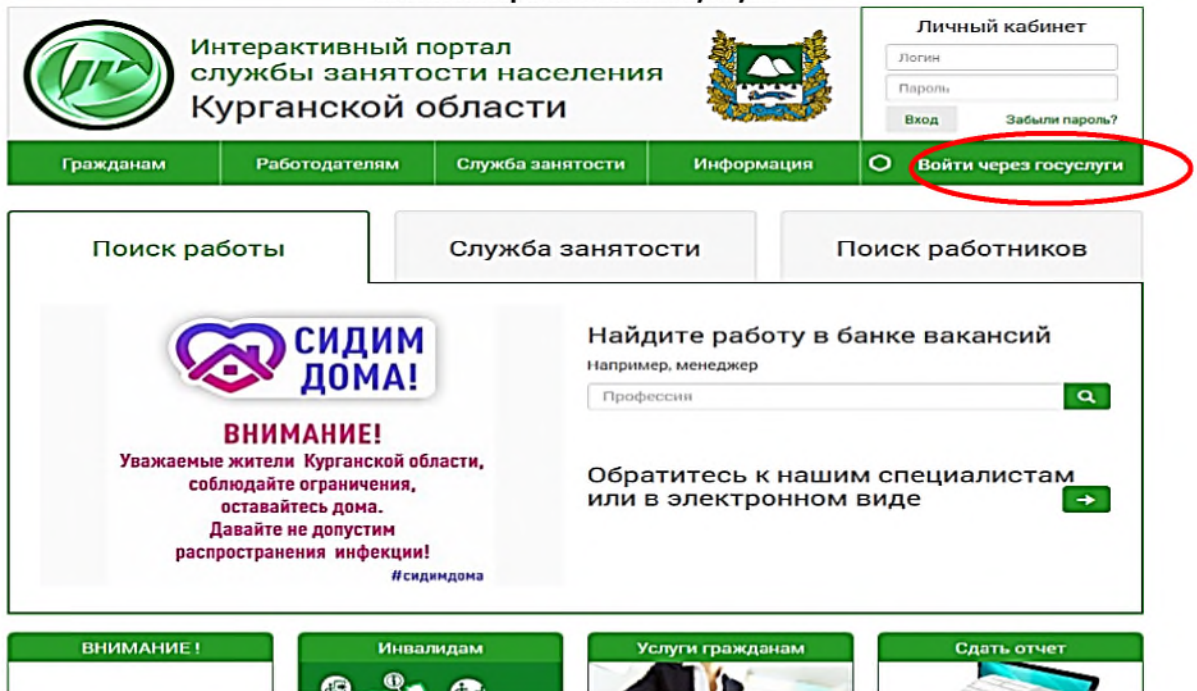 Интерактивный портал
службы занятости населения
Курганской области
Личный кабинет
Логин
Пароль
Вход
Забыли пароль?
Гражданам
Работодателям
Служба занятости
Информация
Войти через госуслуги
Поиск работы
Служба занятости
Поиск работников
СИДИМ
ДОМА!
ВНИМАНИЕ!
Уважаемые жители Курганской области,
соблюдайте ограничения,
оставайтесь дома.
Давайте не допустим
распространения инфекции!
#сидимдома
Найдите работу в банке вакансий
Например, менеджер
Профессия
Обратитесь к нашим специалистам
или в электронном виде
ВНИМАНИЕ!
Инвалидам
Услуги гражданам
Сдать отчет